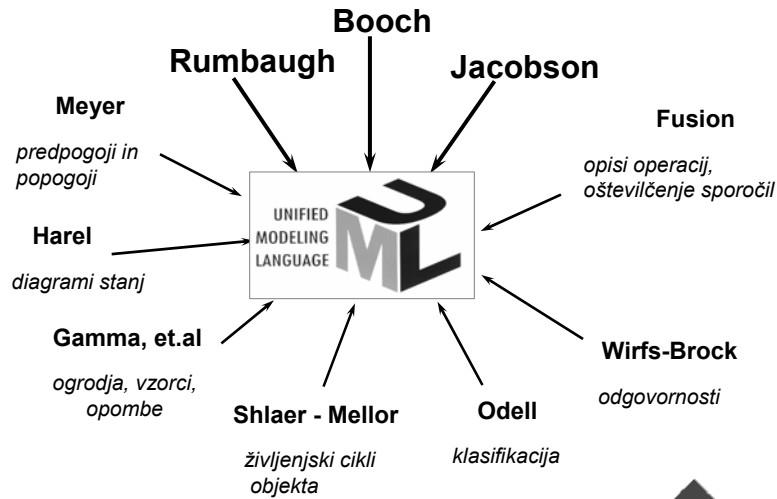 Booch
Rumbaugh
Jacobson
Meyer
predpogoji in
popogoji
Fusion
opisi operacij,
oštevilčenje sporočil
UNIFIED
MODELING
LANGUAGE
UML
Harel
diagrami stanj
Gamma, et.al
ogrodja, vzorci,
opombe
Shlaer - Mellor
življenjski cikli
objekta
Odell
klasifikacija
Wirfs-Brock
odgovornosti